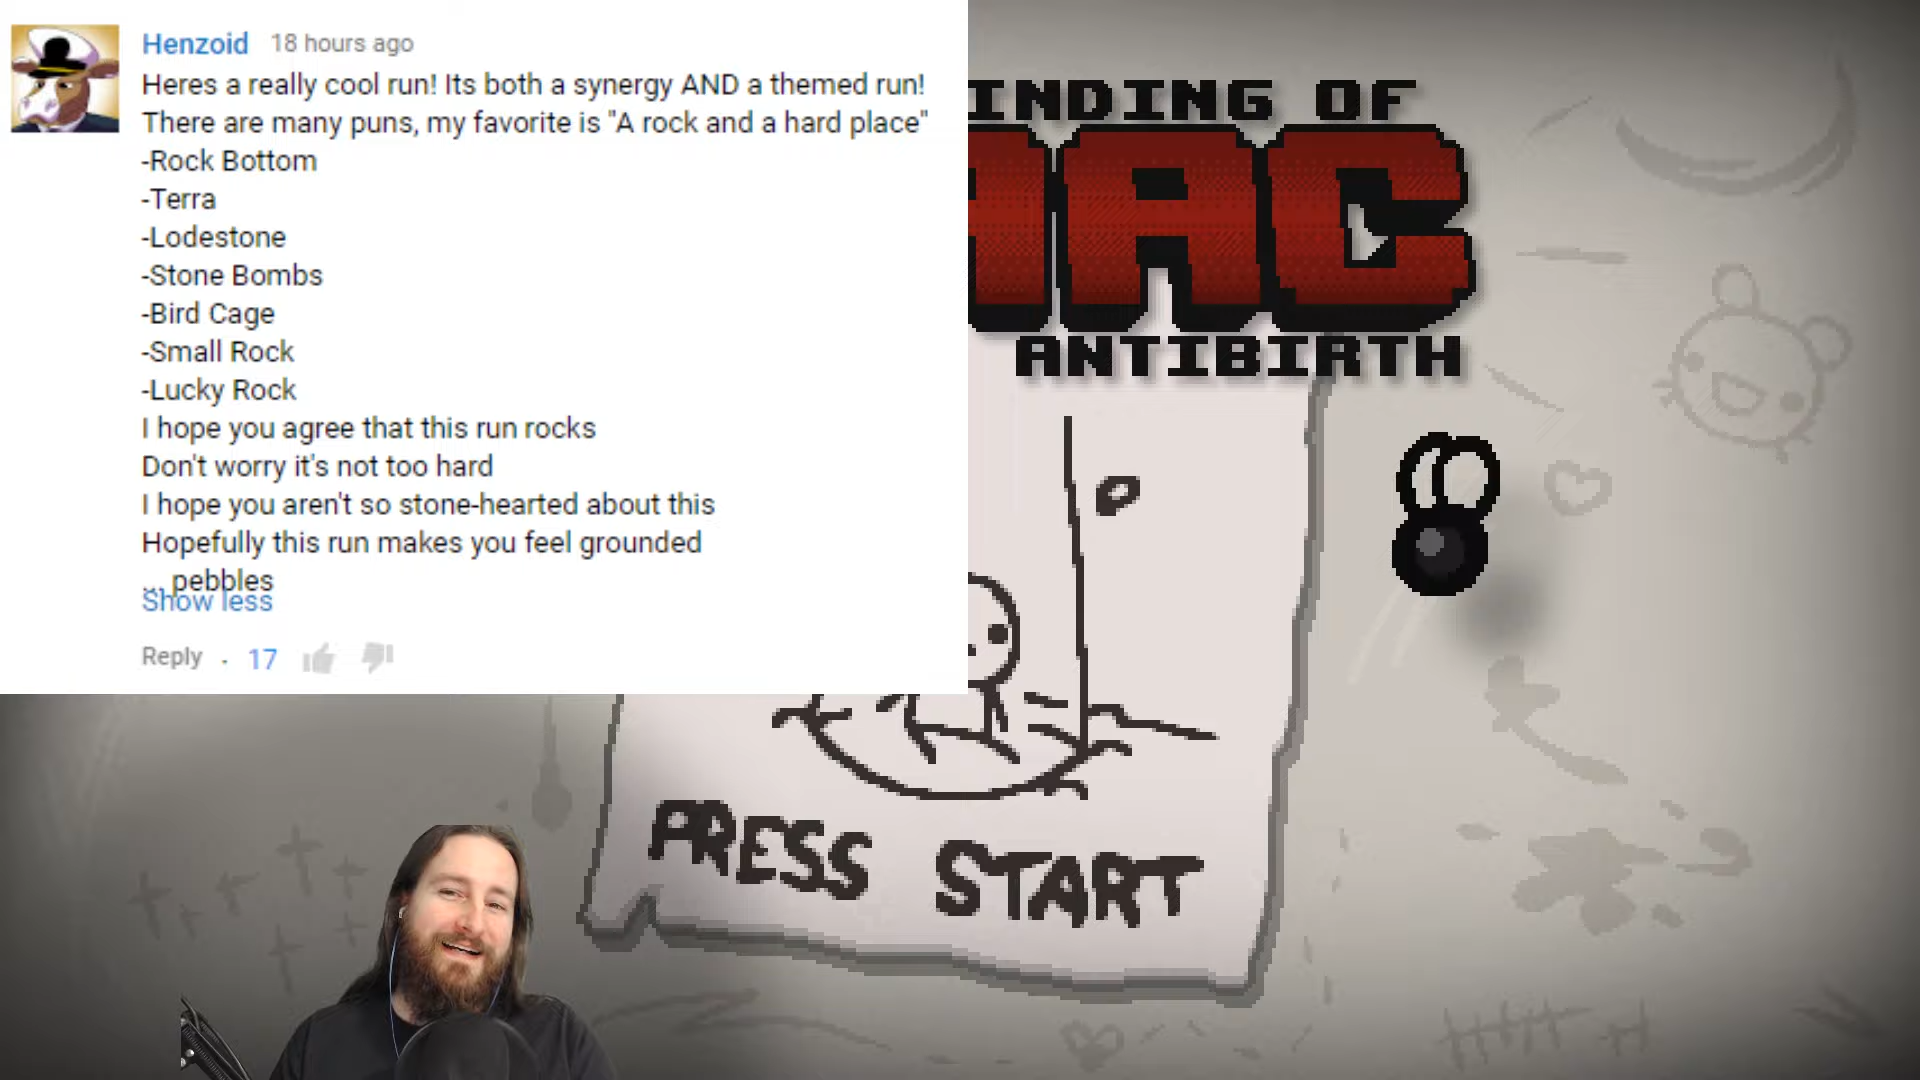 Henzoid 18 hours ago
Heres a really cool run! Its both a synergy AND a themed run!
There are many puns, my favorite is "A rock and a hard place"
-Rock Bottom
-Terra
-Lodestone
-Stone Bombs
-Bird Cage
-Small Rock
-Lucky Rock
I hope you agree that this run rocks
Don't worry it's not too hard
I hope you aren't so stone-hearted about this
Hopefully this run makes you feel grounded
... pebbles
Show less
Reply . 17
INDING OF
AAC
ANTIBIRTH
PRESS START